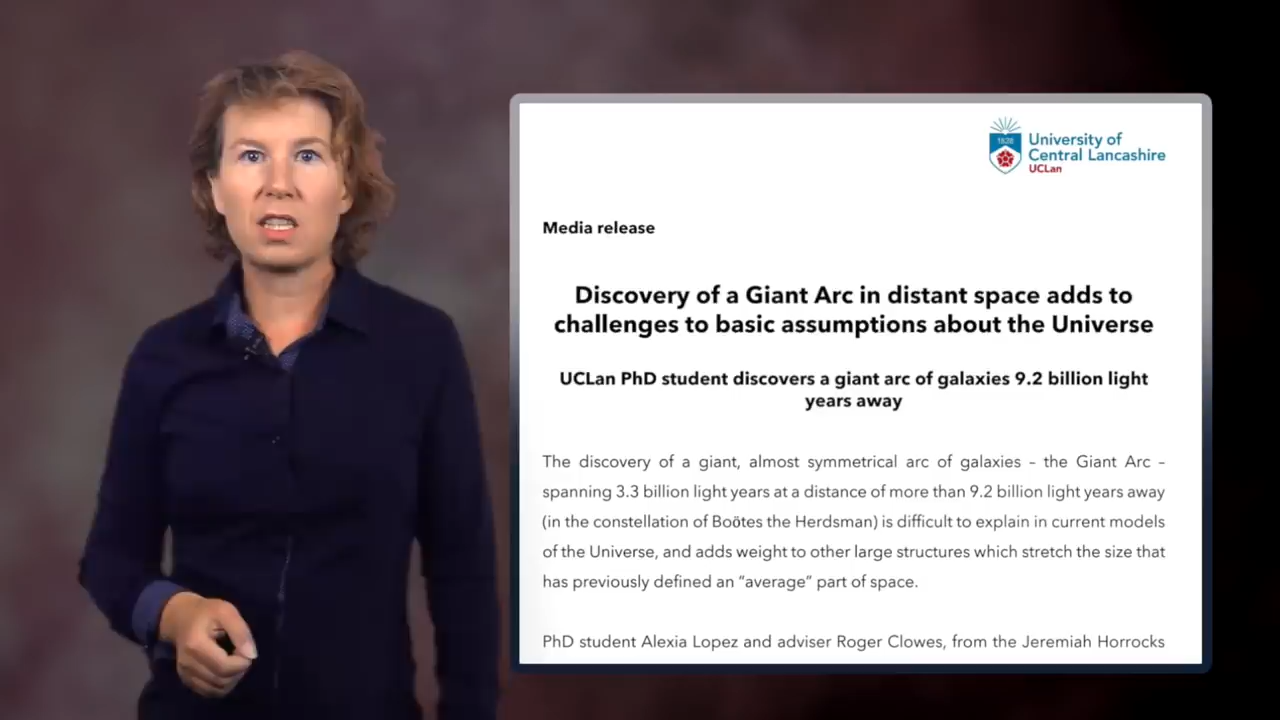 1828
University of
Central Lancashire
UCLan
Media release
Discovery of a Giant Arc in distant space adds to
challenges to basic assumptions about the Universe
UCLan PhD student discovers a giant arc of galaxies 9.2 billion light
years away
The discovery of a giant, almost symmetrical arc of galaxies – the Giant Arc –
spanning 3.3 billion light years at a distance of more than 9.2 billion light years away
(in the constellation of Boötes the Herdsman) is difficult to explain in current models
of the Universe, and adds weight to other large structures which stretch the size that
has previously defined an “average” part of space.
PhD student Alexia Lopez and adviser Roger Clowes, from the Jeremiah Horrocks